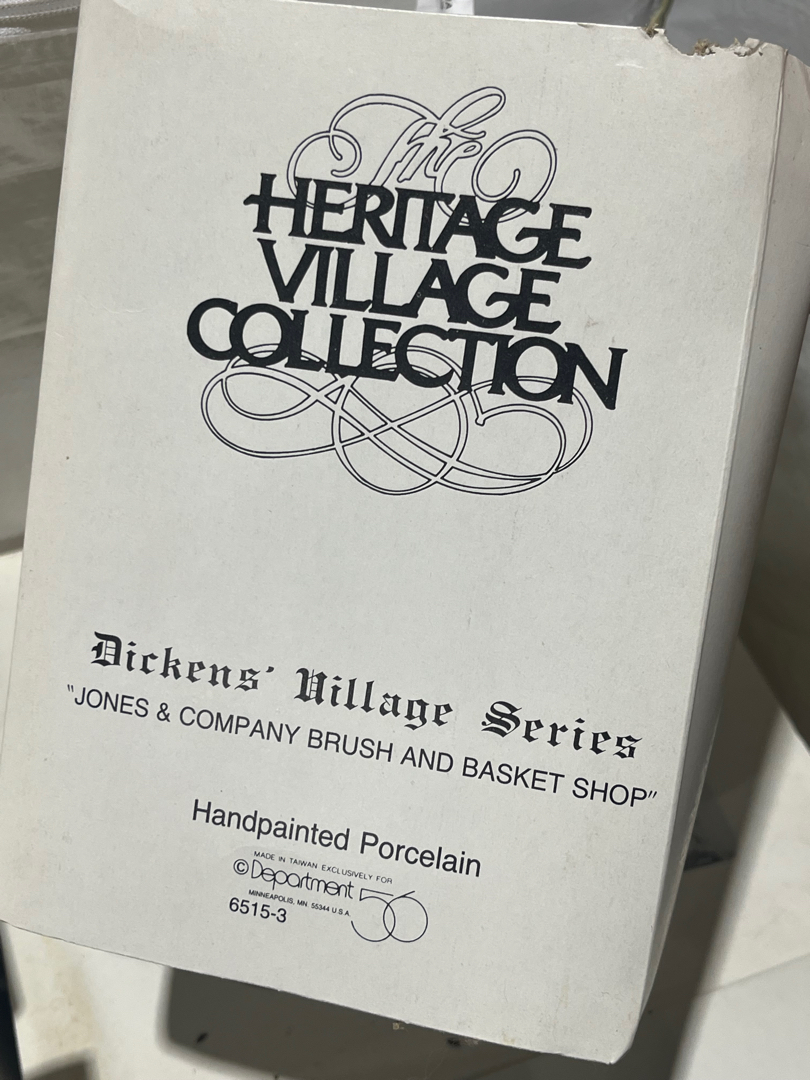 The
HERITAGE
VILLAGE
COLLECTION
Dickens' Village Series
"JONES & COMPANY BRUSH AND BASKET SHOP"
Handpainted Porcelain
MADE IN TAIWAN EXCLUSIVELY FOR
© Department 56
MINNEAPOLIS, MN. 55344 U.S.A.
6515-3